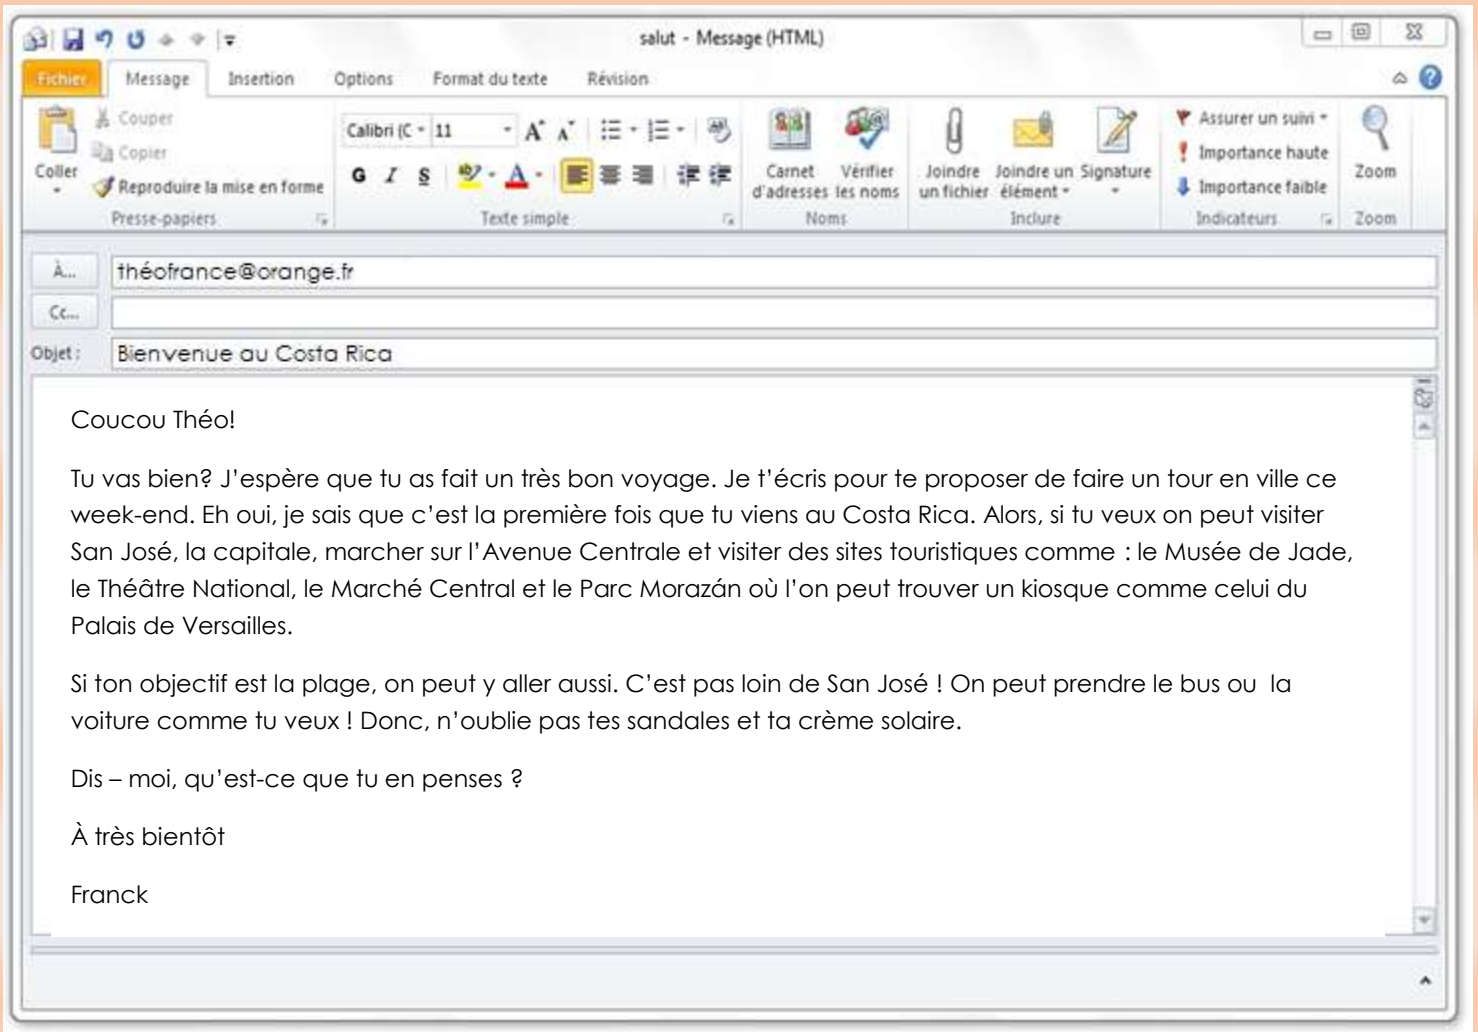 salut - Message (HTML)
Fichier Message Insertion Options Format du texte Révision
Coller
Couper
Copier
Reproduire la mise en forme
Presse-papiers
Calibri (C 11
G I S
Texte simple
Carnet d'adresses
Vérifier les noms
Noms
Joindre un fichier
Joindre un élément
Signature
Inclure
Assurer un suivi
Importance haute
Importance faible
Indicateurs
Zoom
Zoom
À... théofrance@orange.fr
Cc...
Objet : Bienvenue au Costa Rica
Coucou Théo!
Tu vas bien? J'espère que tu as fait un très bon voyage. Je t'écris pour te proposer de faire un tour en ville ce
week-end. Eh oui, je sais que c'est la première fois que tu viens au Costa Rica. Alors, si tu veux on peut visiter
San José, la capitale, marcher sur l'Avenue Centrale et visiter des sites touristiques comme : le Musée de Jade,
le Théâtre National, le Marché Central et le Parc Morazán où l'on peut trouver un kiosque comme celui du
Palais de Versailles.
Si ton objectif est la plage, on peut y aller aussi. C'est pas loin de San José ! On peut prendre le bus ou la
voiture comme tu veux ! Donc, n'oublie pas tes sandales et ta crème solaire.
Dis – moi, qu'est-ce que tu en penses ?
À très bientôt
Franck